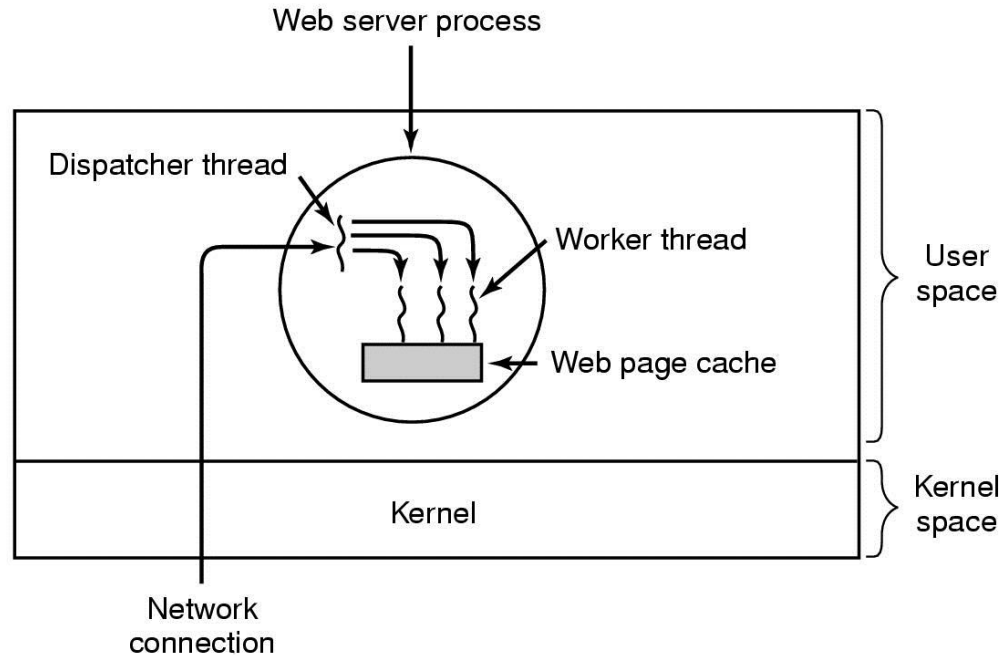 Web server process
Dispatcher thread
Worker thread
User
space
Web page cache
Kernel
Kernel
space
Network
connection